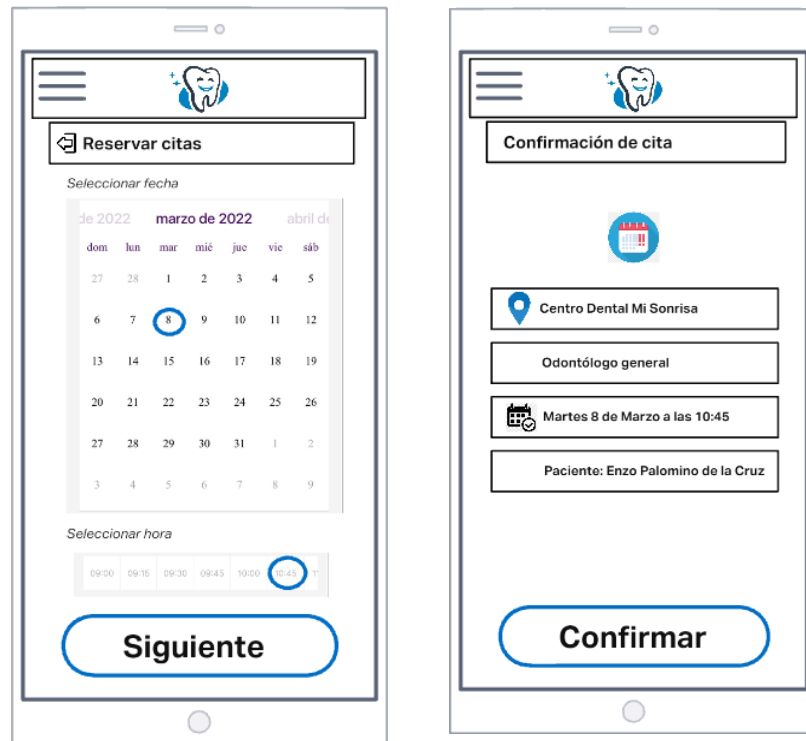 Reservar citas
Seleccionar fecha
de 2022 marzo de 2022 abril de
dom lun mar mié jue vie sáb
27 28 1 2 3 4 5
6 7 8 9 10 11 12
13 14 15 16 17 18 19
20 21 22 23 24 25 26
27 28 29 30 31 1 2
3 4 5 6 7 8 9
Seleccionar hora
09:00 09:15 09:30 09:45 10:00 10:45
Siguiente
Confirmación de cita
Centro Dental Mi Sonrisa
Odontólogo general
Martes 8 de Marzo a las 10:45
Paciente: Enzo Palomino de la Cruz
Confirmar